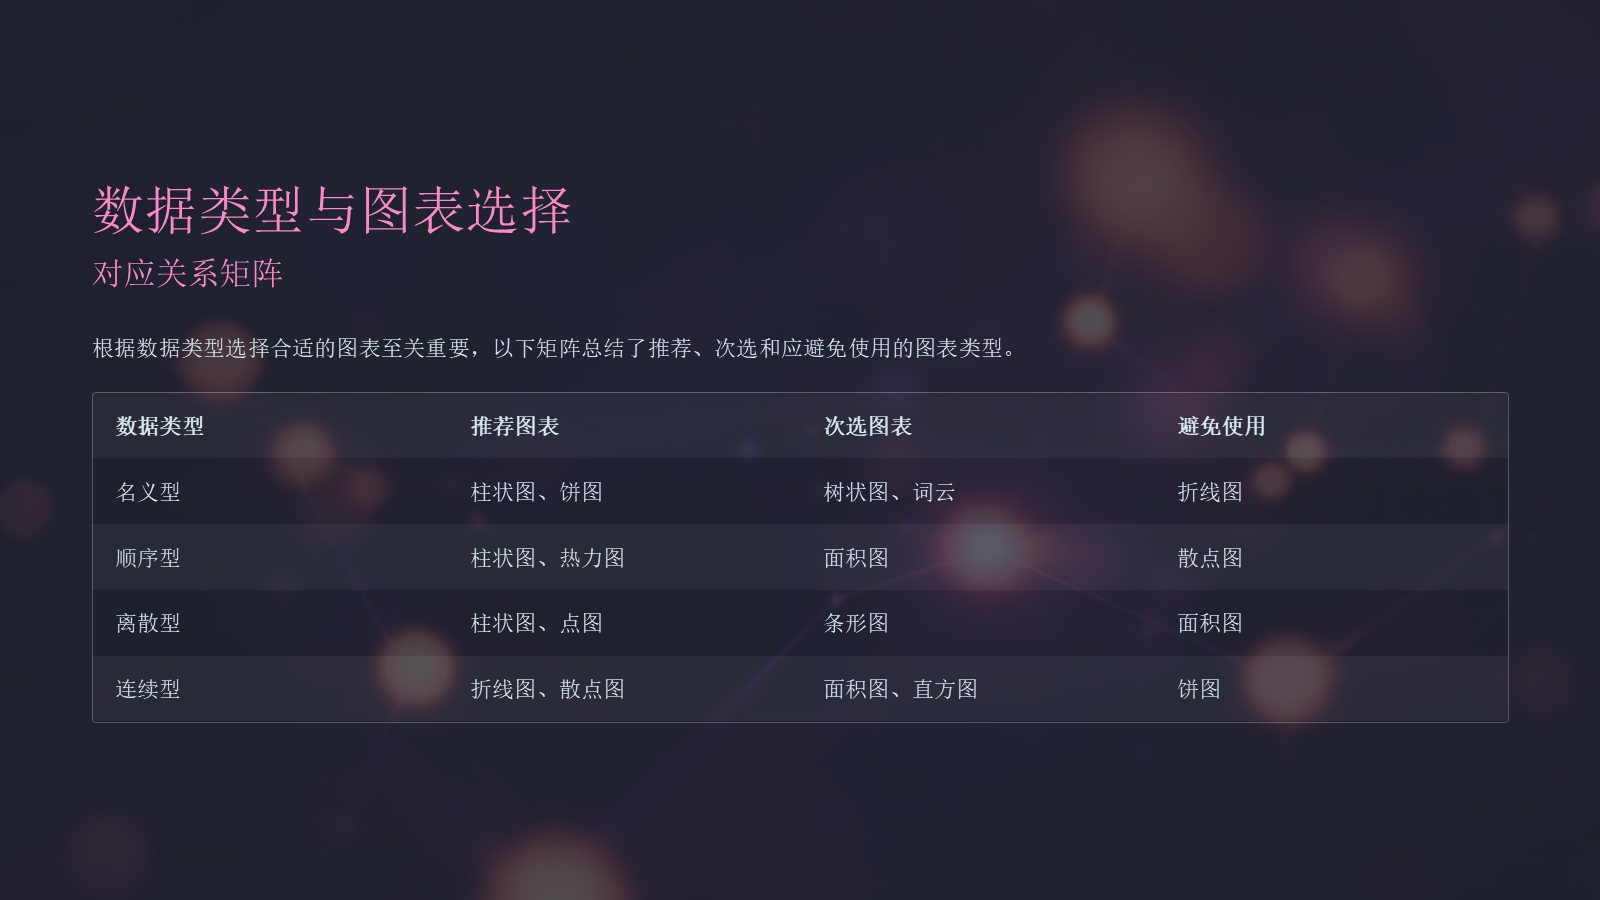 数据类型与图表选择
对应关系矩阵
根据数据类型选择合适的图表至关重要，以下矩阵总结了推荐、次选和应避免使用的图表类型。
数据类型 推荐图表 次选图表 避免使用
名义型 柱状图、饼图 树状图、词云 折线图
顺序型 柱状图、热力图 面积图 散点图
离散型 柱状图、点图 条形图 面积图
连续型 折线图、散点图 面积图、直方图 饼图